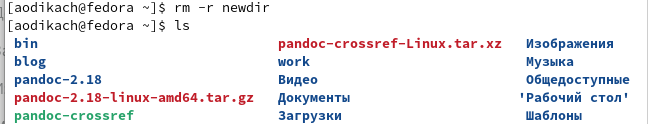 [aodikach@fedora ~]$ rm -r newdir
[aodikach@fedora ~]$ ls
bin pandoc-crossref-Linux.tar.xz Изображения
blog work Музыка
pandoc-2.18 Видео Общедоступные
pandoc-2.18-linux-amd64.tar.gz Документы 'Рабочий стол'
pandoc-crossref Загрузки Шаблоны